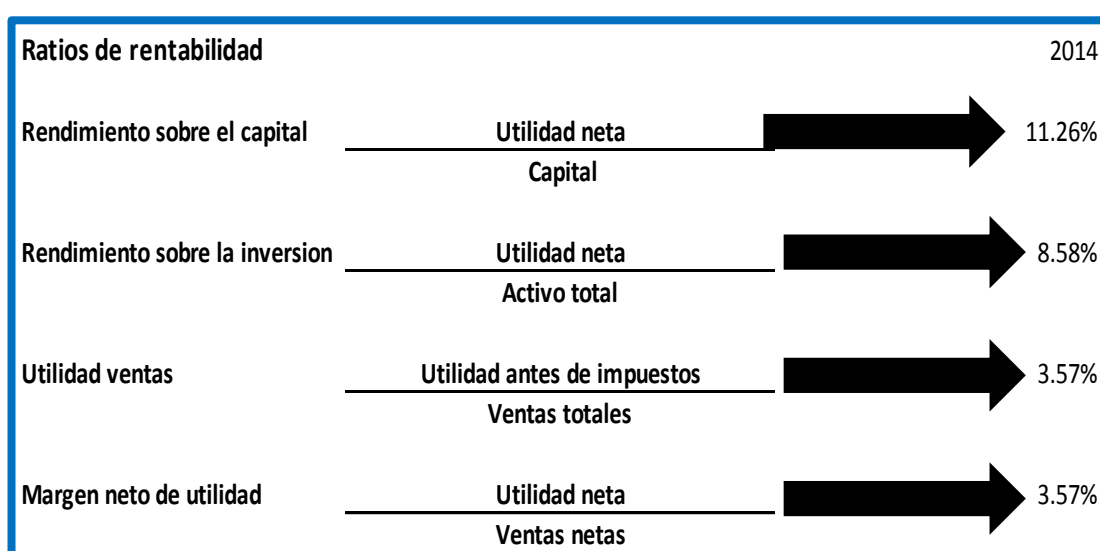 Ratios de rentabilidad 2014
Rendimiento sobre el capital Utilidad neta 11.26%
Capital
Rendimiento sobre la inversion Utilidad neta 8.58%
Activo total
Utilidad ventas Utilidad antes de impuestos 3.57%
Ventas totales
Margen neto de utilidad Utilidad neta 3.57%
Ventas netas